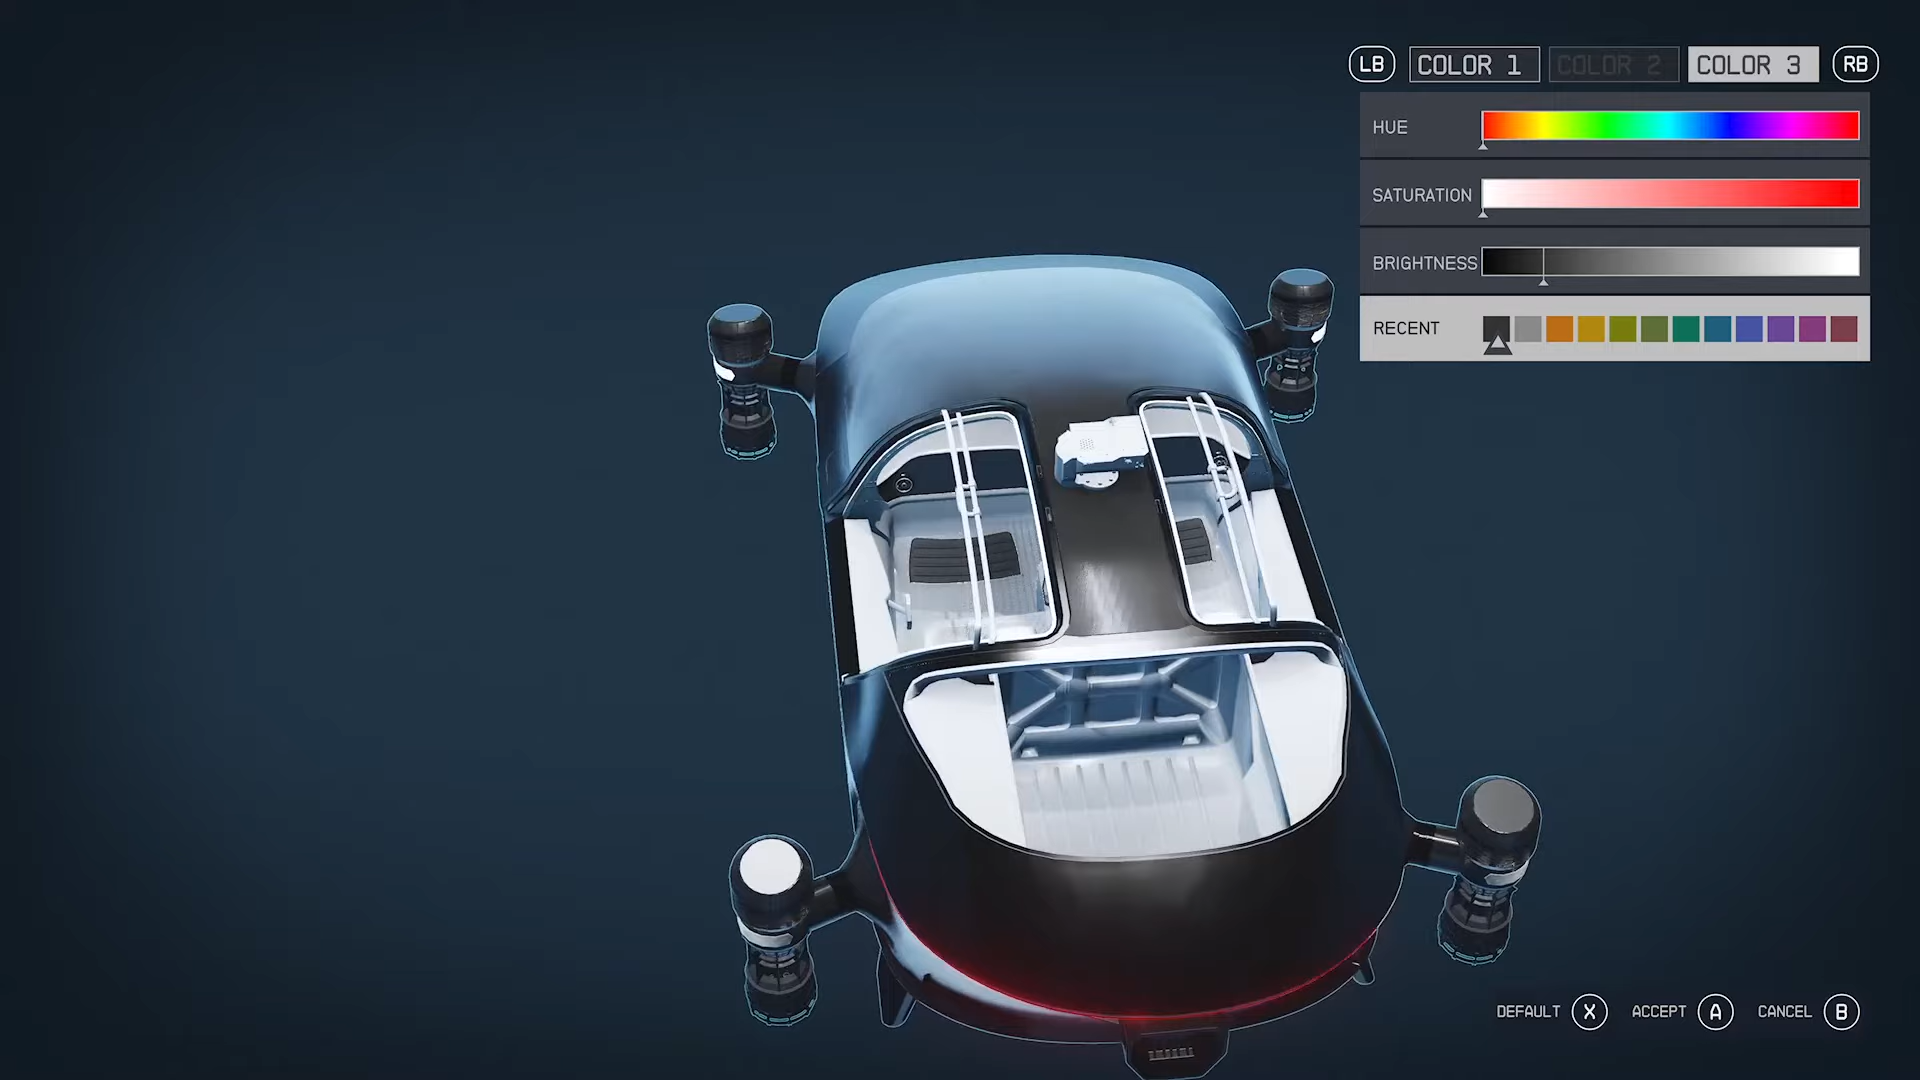 LB COLOR 1 COLOR 2 COLOR 3 RB
HUE
SATURATION
BRIGHTNESS
RECENT
DEFAULT X ACCEPT A CANCEL B